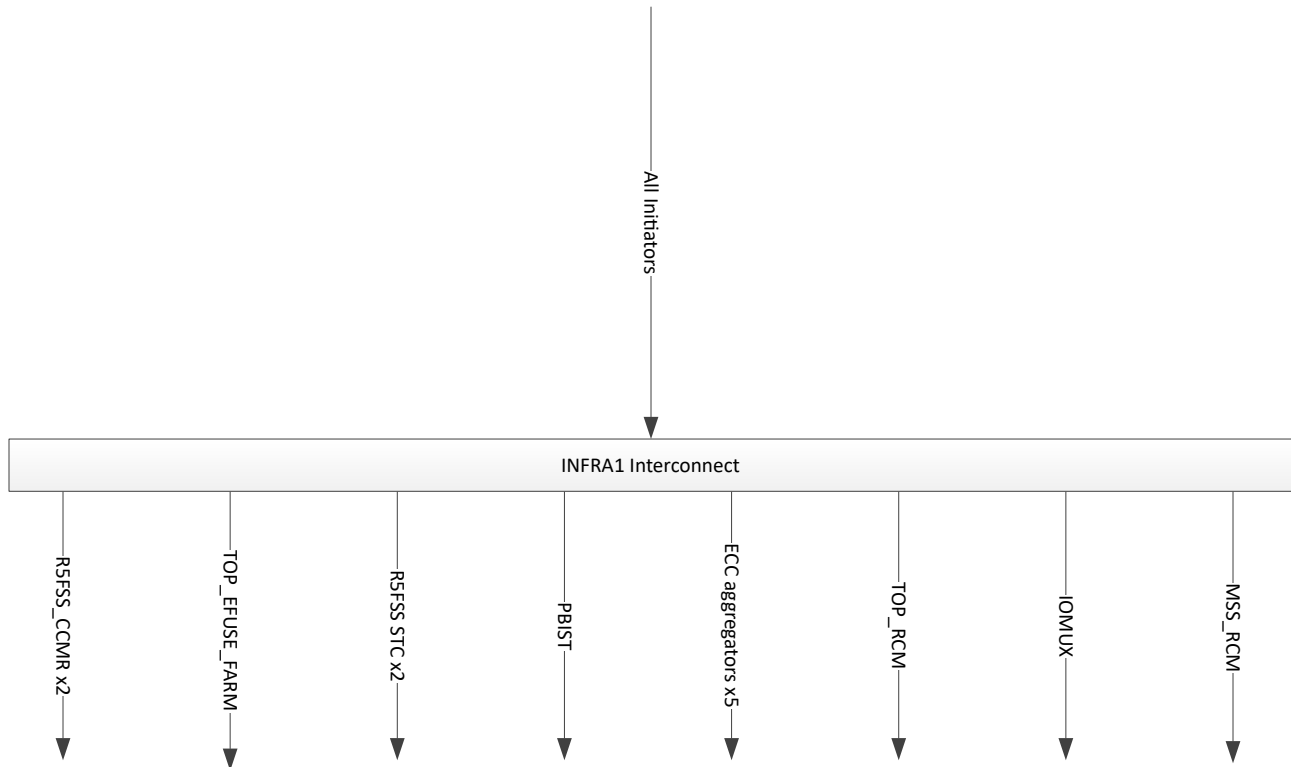 All Initiators
INFRA1 Interconnect
R5FSS_CCMR x2
TOP_EFUSE_FARM
R5FSS STC x2
PBIST
ECC aggregators x5
TOP_RCM
IOMUX
MSS_RCM